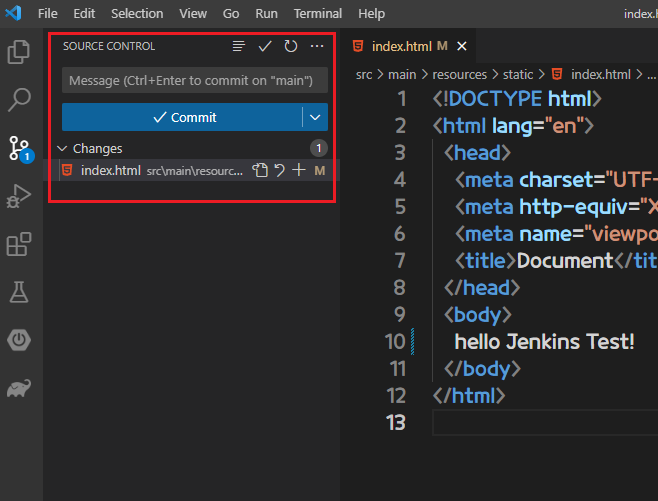 File Edit Selection View Go Run Terminal Help index.h
SOURCE CONTROL
Message (Ctrl+Enter to commit on "main")
Commit
Changes 1
index.html src\main\resourc... M
1
index.html M
src > main > resources > static > index.html > ...
1 <!DOCTYPE html>
2 <html lang="en">
3 <head>
4 <meta charset="UTF-
5 <meta http-equiv="X
6 <meta name="viewpo
7 <title>Document</tit
8 </head>
9 <body>
10 hello Jenkins Test!
11 </body>
12 </html>
13